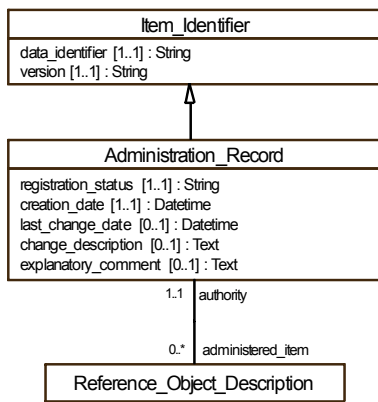 Item_Identifier
data_identifier [1..1] : String
version [1..1] : String
Administration_Record
registration_status [1..1] : String
creation_date [1..1] : Datetime
last_change_date [0..1] : Datetime
change_description [0..1] : Text
explanatory_comment [0..1] : Text
1..1 authority
0..* administered_item
Reference_Object_Description